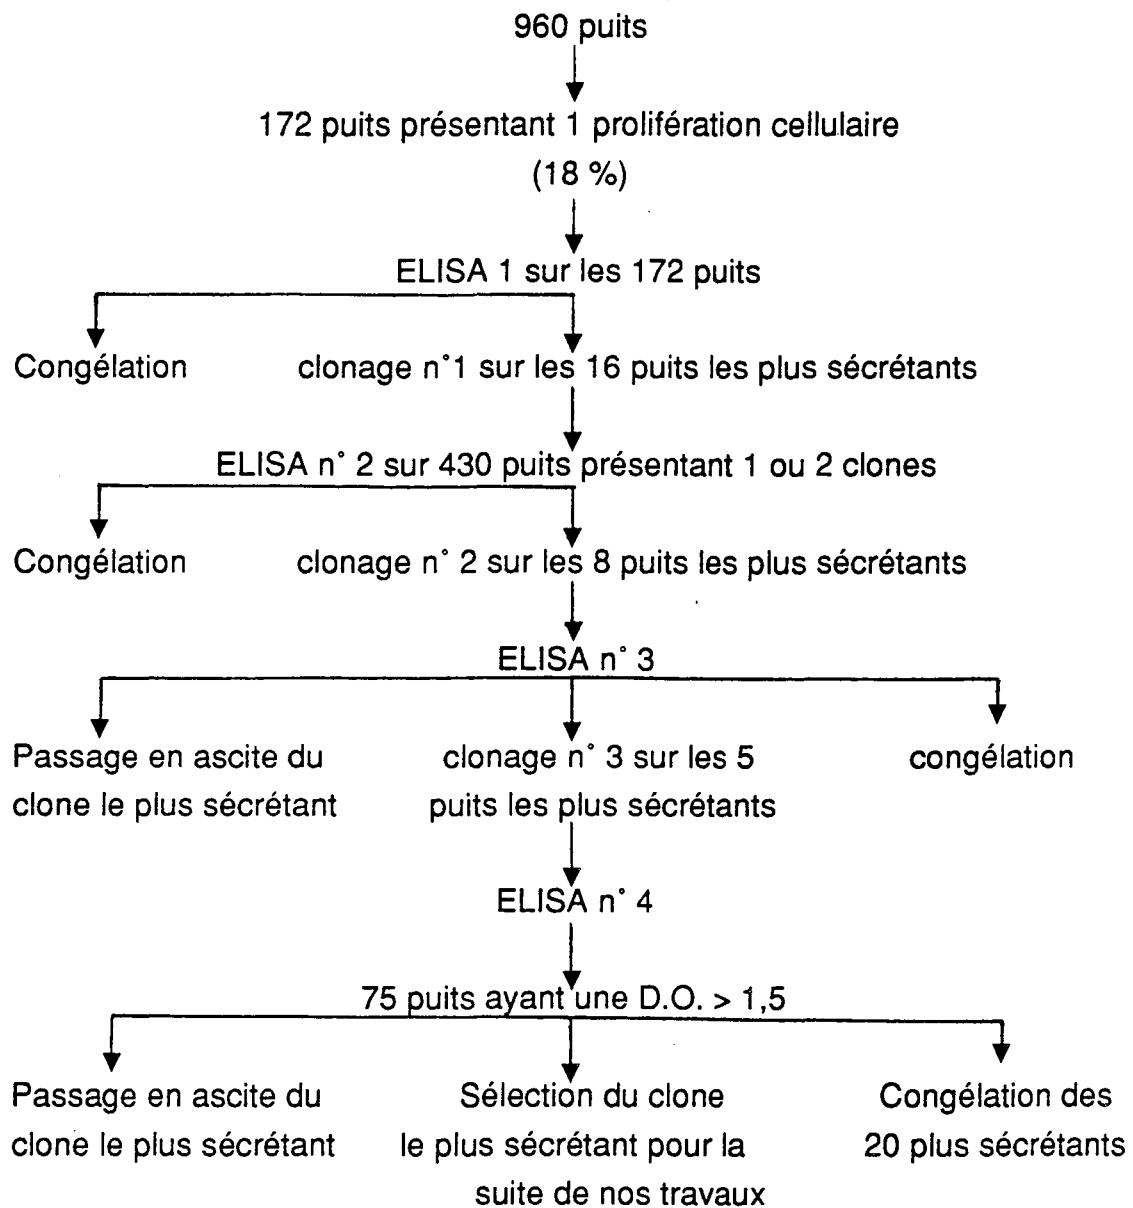 960 puits
172 puits présentant 1 prolifération cellulaire
(18 %)
ELISA 1 sur les 172 puits
Congélation
clonage n°1 sur les 16 puits les plus sécrétants
ELISA n° 2 sur 430 puits présentant 1 ou 2 clones
Congélation
clonage n° 2 sur les 8 puits les plus sécrétants
ELISA n° 3
Passage en ascite du
clone le plus sécrétant
clonage n° 3 sur les 5
puits les plus sécrétants
congélation
ELISA n° 4
75 puits ayant une D.O. > 1,5
Passage en ascite du
clone le plus sécrétant
Sélection du clone
le plus sécrétant pour la
suite de nos travaux
Congélation des
20 plus sécrétants